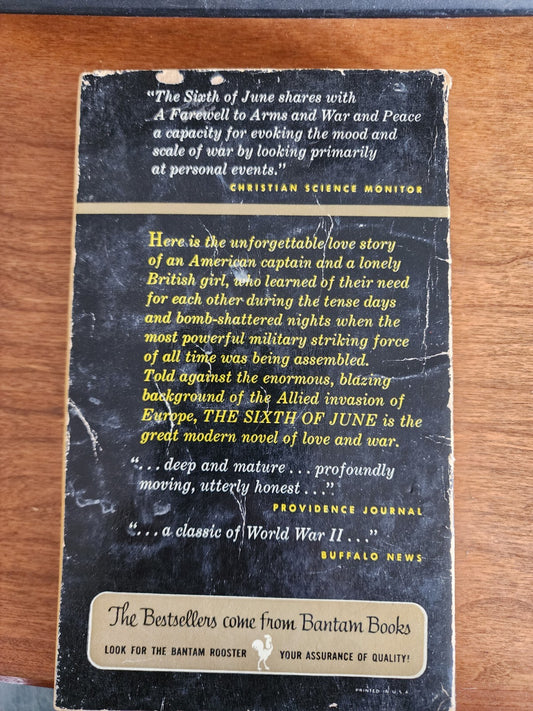 "The Sixth of June shares with
A Farewell to Arms and War and Peace
a capacity for evoking the mood and
scale of war by looking primarily
at personal events."
CHRISTIAN SCIENCE MONITOR
Here is the unforgettable love story
of an American captain and a lonely
British girl, who learned of their need
for each other during the tense days
and bomb-shattered nights when the
most powerful military striking force
of all time was being assembled.
Told against the enormous, blazing
background of the Allied invasion of
Europe, THE SIXTH OF JUNE is the
great modern novel of love and war.
"... deep and mature ... profoundly
moving, utterly honest ..."
PROVIDENCE JOURNAL
"... a classic of World War II ..."
BUFFALO NEWS
The Bestsellers come from Bantam Books
LOOK FOR THE BANTAM ROOSTER YOUR ASSURANCE OF QUALITY!
PRINTED IN U.S.A.